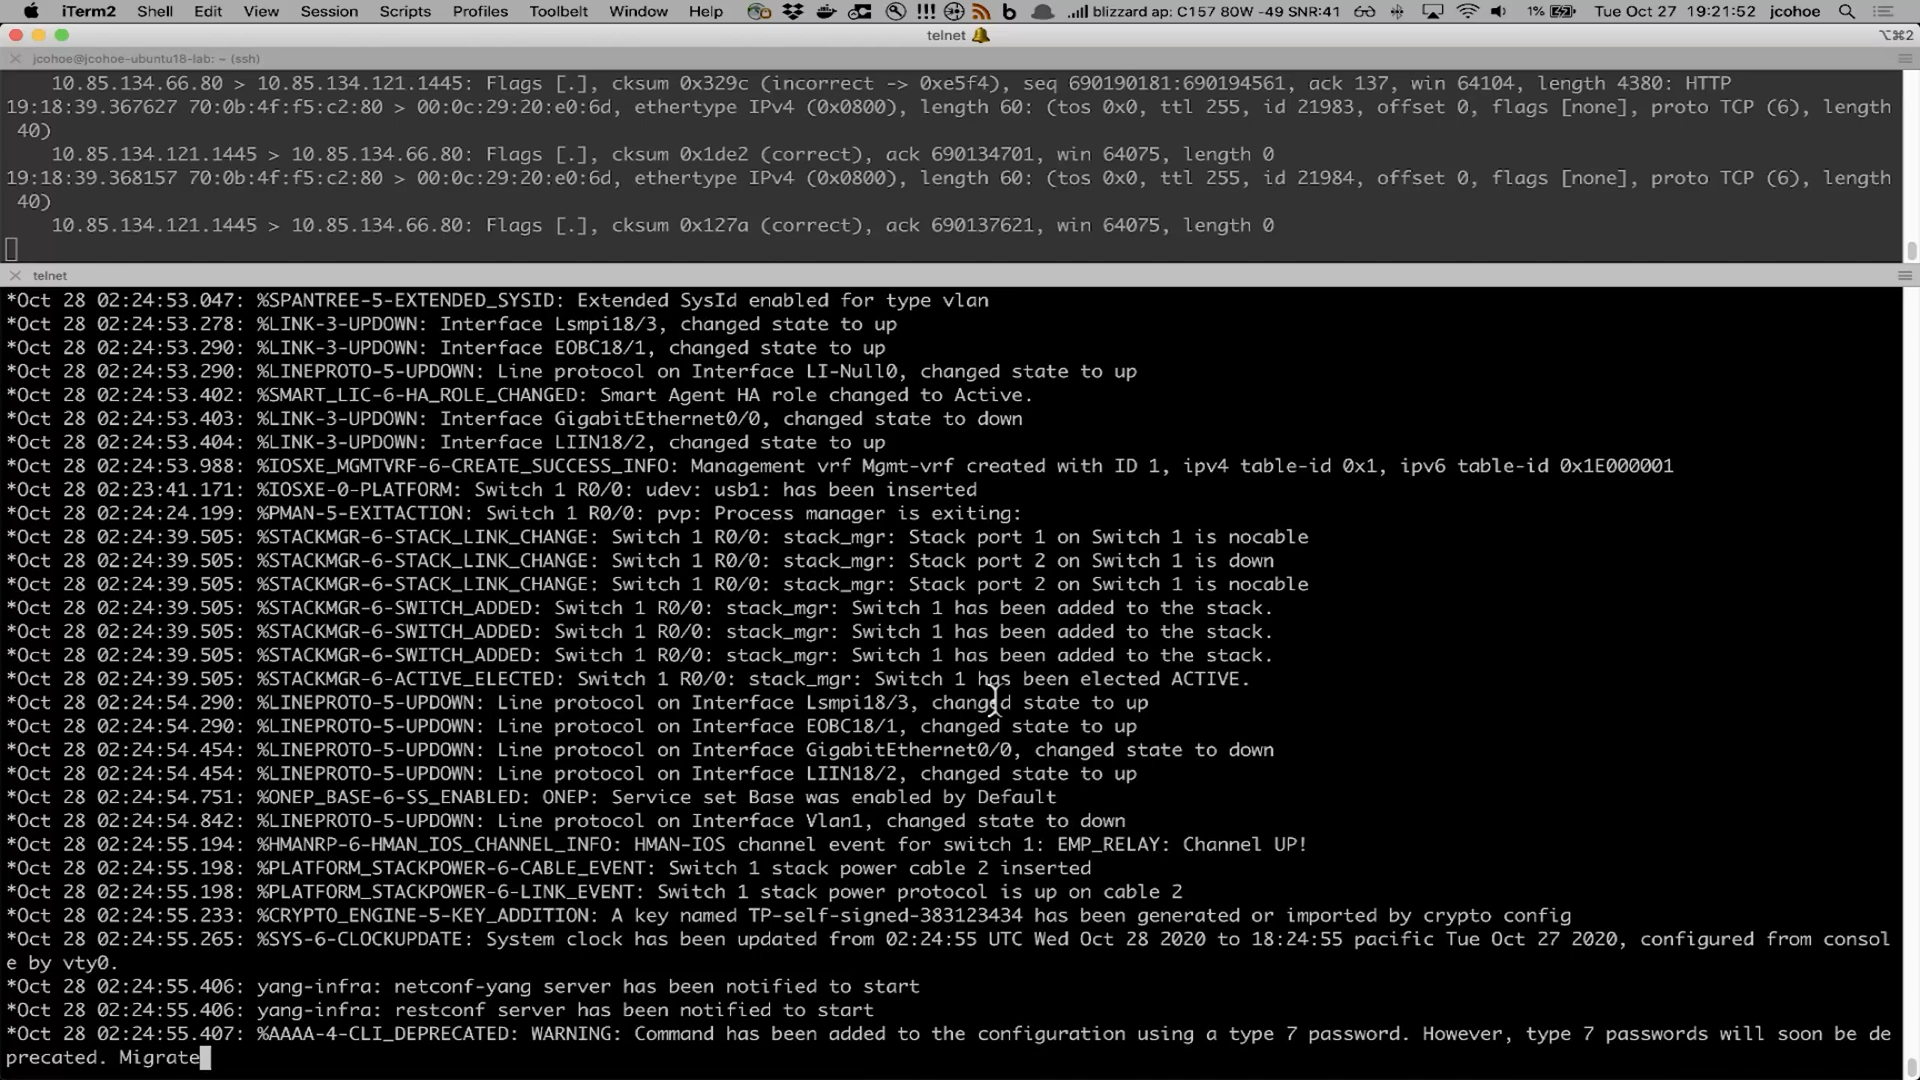 iTerm2 Shell Edit View Session Scripts Profiles Toolbelt Window Help !!! b blizzard ap: C157 80W -49 SNR:41 1% Tue Oct 27 19:21:52 jcohoe
telnet ⌥⌘2
jcohoe@jcohoe-ubuntu18-lab: ~ (ssh)
10.85.134.66.80 > 10.85.134.121.1445: Flags [.], cksum 0x329c (incorrect -> 0xe5f4), seq 690190181:690194561, ack 137, win 64104, length 4380: HTTP
19:18:39.367627 70:0b:4f:f5:c2:80 > 00:0c:29:20:e0:6d, ethertype IPv4 (0x0800), length 60: (tos 0x0, ttl 255, id 21983, offset 0, flags [none], proto TCP (6), length
40)
10.85.134.121.1445 > 10.85.134.66.80: Flags [.], cksum 0x1de2 (correct), ack 690134701, win 64075, length 0
19:18:39.368157 70:0b:4f:f5:c2:80 > 00:0c:29:20:e0:6d, ethertype IPv4 (0x0800), length 60: (tos 0x0, ttl 255, id 21984, offset 0, flags [none], proto TCP (6), length
40)
10.85.134.121.1445 > 10.85.134.66.80: Flags [.], cksum 0x127a (correct), ack 690137621, win 64075, length 0
telnet
*Oct 28 02:24:53.047: %SPANTREE-5-EXTENDED_SYSID: Extended SysId enabled for type vlan
*Oct 28 02:24:53.278: %LINK-3-UPDOWN: Interface Lsmpi18/3, changed state to up
*Oct 28 02:24:53.290: %LINK-3-UPDOWN: Interface EOBC18/1, changed state to up
*Oct 28 02:24:53.290: %LINEPROTO-5-UPDOWN: Line protocol on Interface LI-Null0, changed state to up
*Oct 28 02:24:53.402: %SMART_LIC-6-HA_ROLE_CHANGED: Smart Agent HA role changed to Active.
*Oct 28 02:24:53.403: %LINK-3-UPDOWN: Interface GigabitEthernet0/0, changed state to down
*Oct 28 02:24:53.404: %LINK-3-UPDOWN: Interface LIIN18/2, changed state to up
*Oct 28 02:24:53.988: %IOSXE_MGMTVRF-6-CREATE_SUCCESS_INFO: Management vrf Mgmt-vrf created with ID 1, ipv4 table-id 0x1, ipv6 table-id 0x1E000001
*Oct 28 02:23:41.171: %IOSXE-0-PLATFORM: Switch 1 R0/0: udev: usb1: has been inserted
*Oct 28 02:24:24.199: %PMAN-5-EXITACTION: Switch 1 R0/0: pvp: Process manager is exiting:
*Oct 28 02:24:39.505: %STACKMGR-6-STACK_LINK_CHANGE: Switch 1 R0/0: stack_mgr: Stack port 1 on Switch 1 is nocable
*Oct 28 02:24:39.505: %STACKMGR-6-STACK_LINK_CHANGE: Switch 1 R0/0: stack_mgr: Stack port 2 on Switch 1 is down
*Oct 28 02:24:39.505: %STACKMGR-6-STACK_LINK_CHANGE: Switch 1 R0/0: stack_mgr: Stack port 2 on Switch 1 is nocable
*Oct 28 02:24:39.505: %STACKMGR-6-SWITCH_ADDED: Switch 1 R0/0: stack_mgr: Switch 1 has been added to the stack.
*Oct 28 02:24:39.505: %STACKMGR-6-SWITCH_ADDED: Switch 1 R0/0: stack_mgr: Switch 1 has been added to the stack.
*Oct 28 02:24:39.505: %STACKMGR-6-SWITCH_ADDED: Switch 1 R0/0: stack_mgr: Switch 1 has been added to the stack.
*Oct 28 02:24:39.505: %STACKMGR-6-ACTIVE_ELECTED: Switch 1 R0/0: stack_mgr: Switch 1 has been elected ACTIVE.
*Oct 28 02:24:54.290: %LINEPROTO-5-UPDOWN: Line protocol on Interface Lsmpi18/3, changed state to up
*Oct 28 02:24:54.290: %LINEPROTO-5-UPDOWN: Line protocol on Interface EOBC18/1, changed state to up
*Oct 28 02:24:54.454: %LINEPROTO-5-UPDOWN: Line protocol on Interface GigabitEthernet0/0, changed state to down
*Oct 28 02:24:54.454: %LINEPROTO-5-UPDOWN: Line protocol on Interface LIIN18/2, changed state to up
*Oct 28 02:24:54.751: %ONEP_BASE-6-SS_ENABLED: ONEP: Service set Base was enabled by Default
*Oct 28 02:24:54.842: %LINEPROTO-5-UPDOWN: Line protocol on Interface Vlan1, changed state to down
*Oct 28 02:24:55.194: %HMANRP-6-HMAN_IOS_CHANNEL_INFO: HMAN-IOS channel event for switch 1: EMP_RELAY: Channel UP!
*Oct 28 02:24:55.198: %PLATFORM_STACKPOWER-6-CABLE_EVENT: Switch 1 stack power cable 2 inserted
*Oct 28 02:24:55.198: %PLATFORM_STACKPOWER-6-LINK_EVENT: Switch 1 stack power protocol is up on cable 2
*Oct 28 02:24:55.233: %CRYPTO_ENGINE-5-KEY_ADDITION: A key named TP-self-signed-383123434 has been generated or imported by crypto config
*Oct 28 02:24:55.265: %SYS-6-CLOCKUPDATE: System clock has been updated from 02:24:55 UTC Wed Oct 28 2020 to 18:24:55 pacific Tue Oct 27 2020, configured from consol
e by vty0.
*Oct 28 02:24:55.406: yang-infra: netconf-yang server has been notified to start
*Oct 28 02:24:55.406: yang-infra: restconf server has been notified to start
*Oct 28 02:24:55.407: %AAAA-4-CLI_DEPRECATED: WARNING: Command has been added to the configuration using a type 7 password. However, type 7 passwords will soon be de
precated. Migrate